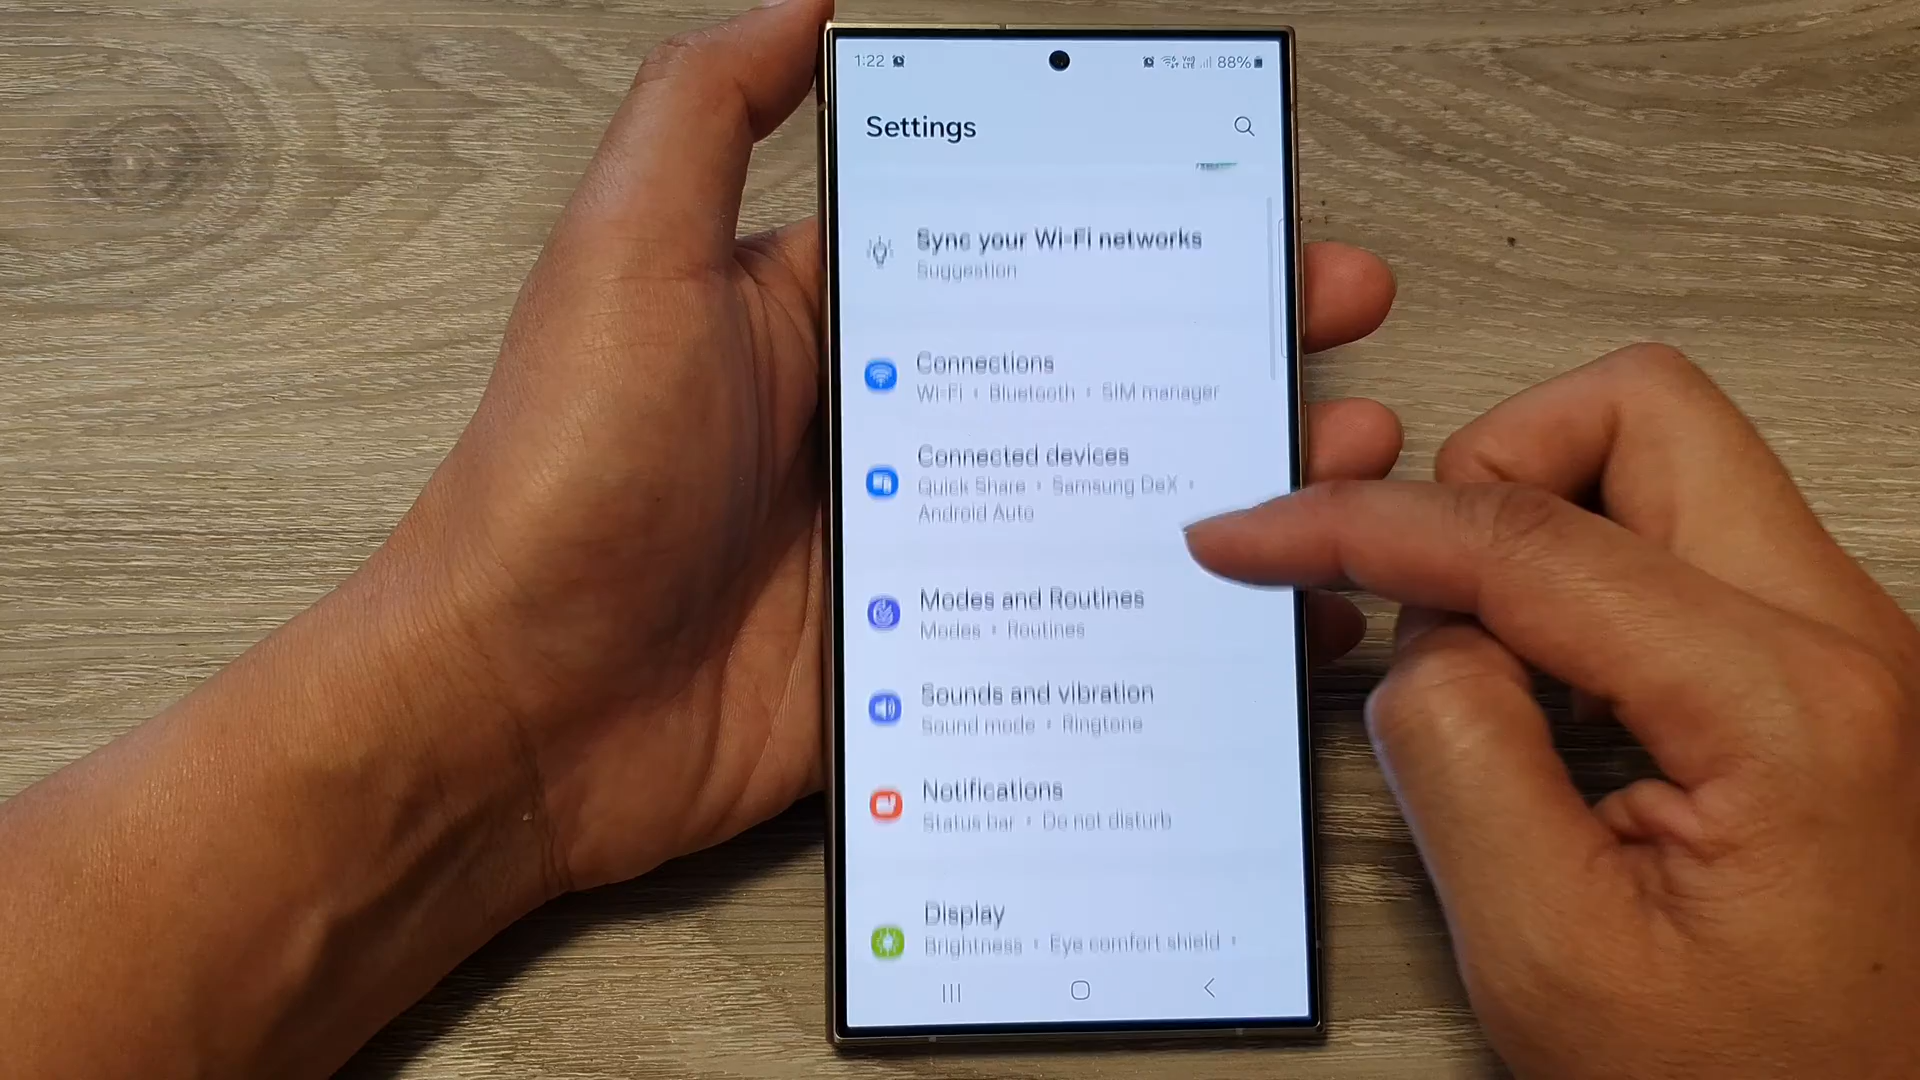 1:22
88%
Settings
Sync your Wi-Fi networks
Suggestion
Connections
Wi-Fi • Bluetooth • SIM manager
Connected devices
Quick Share • Samsung DeX •
Android Auto
Modes and Routines
Modes • Routines
Sounds and vibration
Sound mode • Ringtone
Notifications
Status bar • Do not disturb
Display
Brightness • Eye comfort shield •